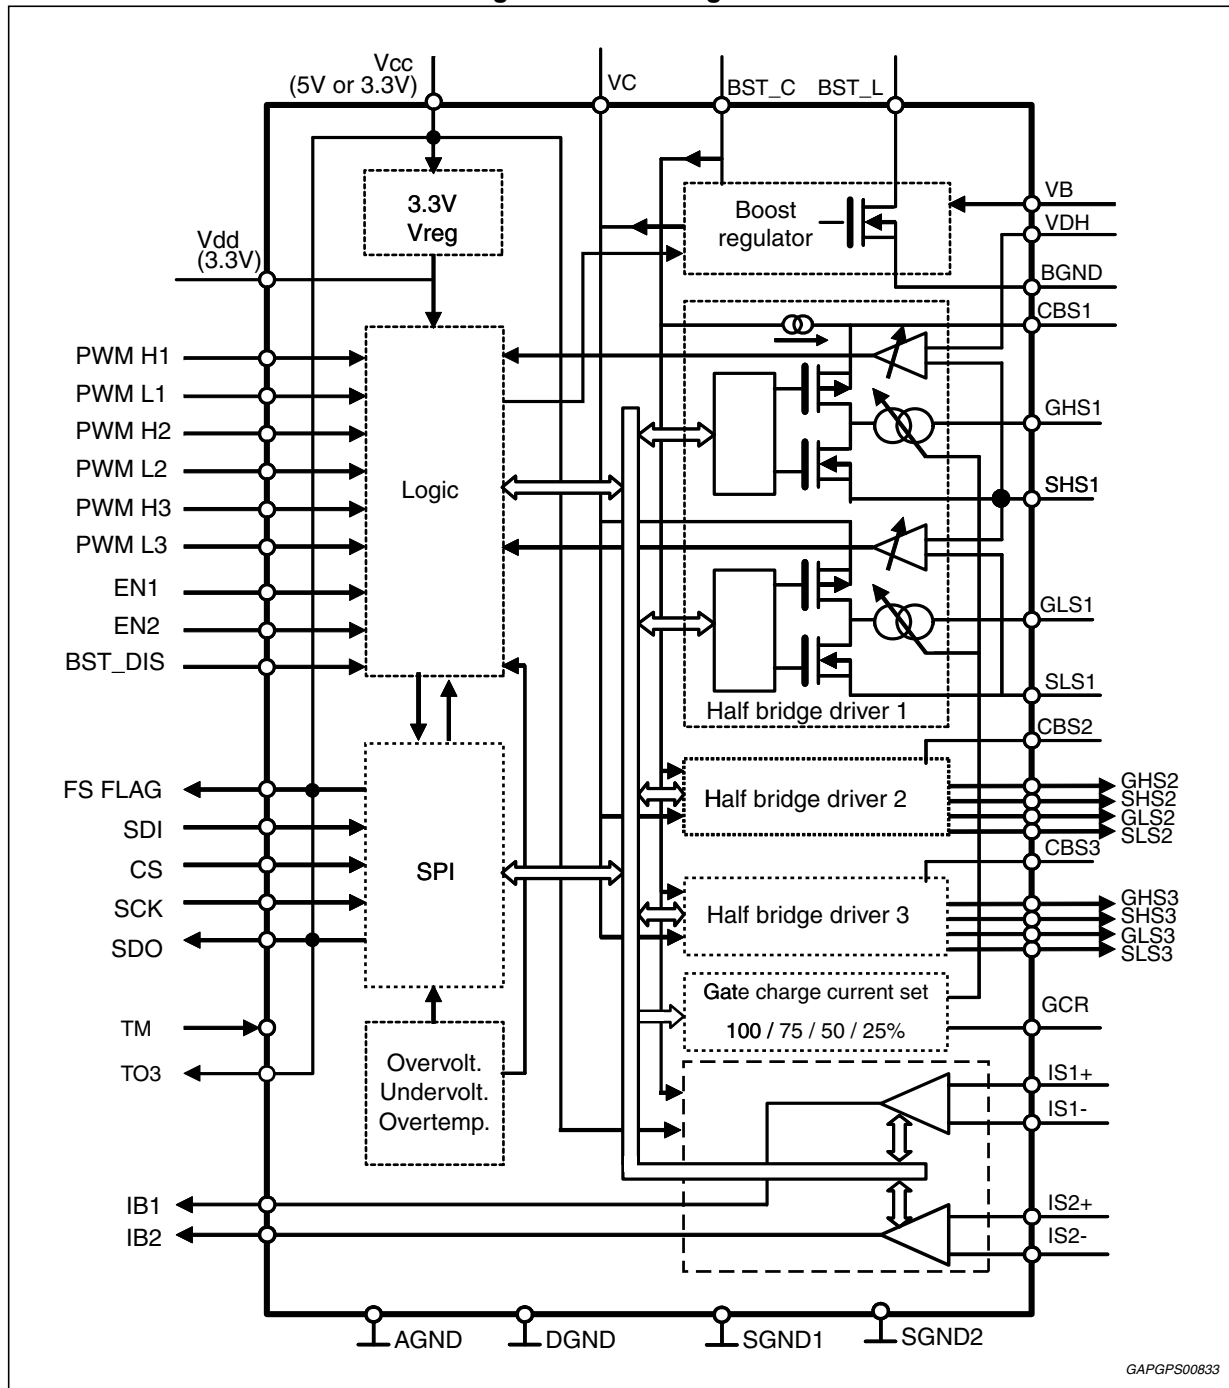 Vcc
(5V or 3.3V)
VC
BST_C
BST_L
3.3V
Vreg
Boost
regulator
VB
VDH
BGND
CBS1
Vdd
(3.3V)
PWM H1
PWM L1
PWM H2
PWM L2
PWM H3
PWM L3
EN1
EN2
BST_DIS
Logic
GHS1
SHS1
GLS1
SLS1
Half bridge driver 1
CBS2
FS FLAG
SDI
CS
SCK
SDO
SPI
Half bridge driver 2
GHS2
SHS2
GLS2
SLS2
CBS3
Half bridge driver 3
GHS3
SHS3
GLS3
SLS3
Gate charge current set
100 / 75 / 50 / 25%
GCR
TM
TO3
Overvolt.
Undervolt.
Overtemp.
IS1+
IS1-
IB1
IB2
IS2+
IS2-
AGND
DGND
SGND1
SGND2
GAPGPS00833